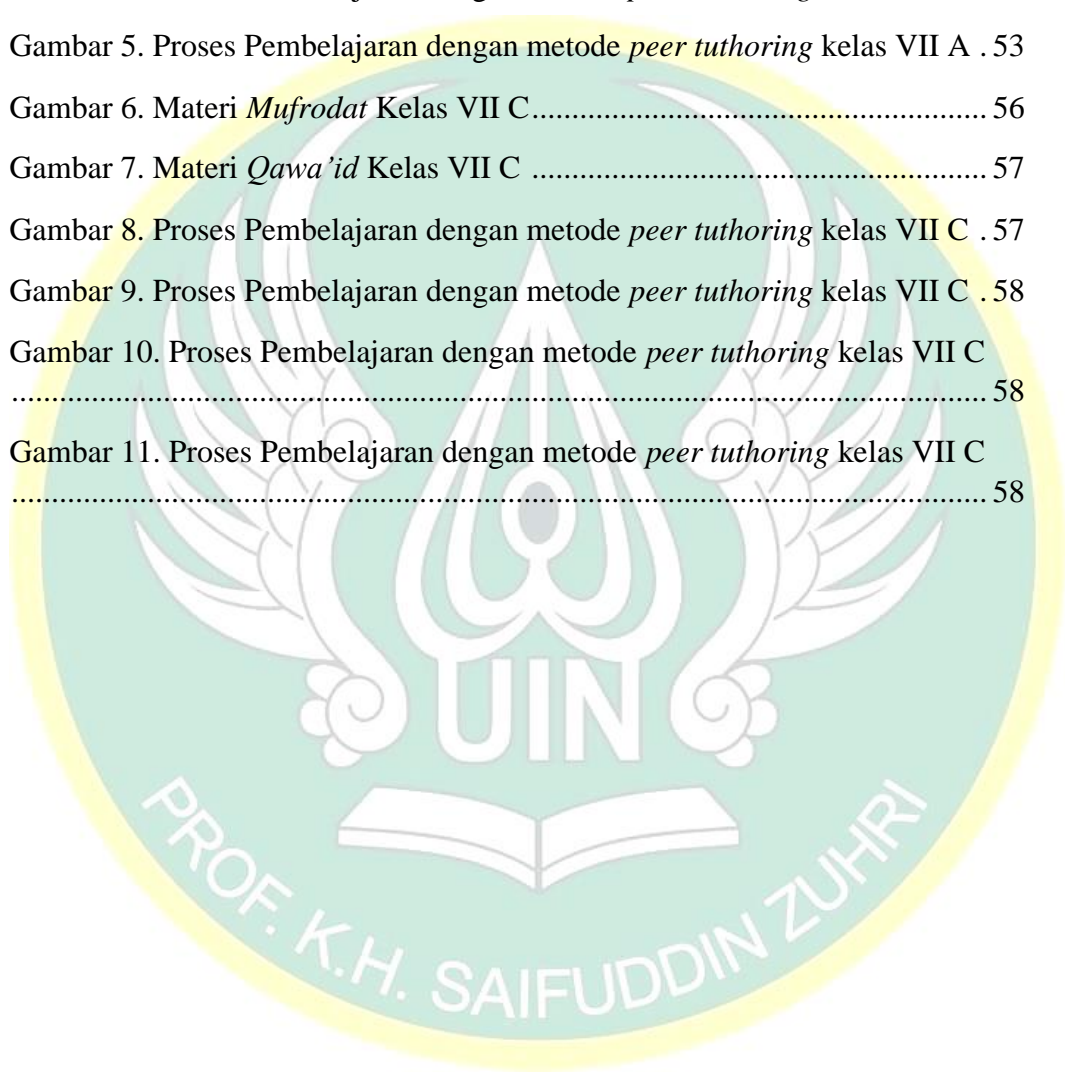 Gambar 5. Proses Pembelajaran dengan metode peer tuthoring kelas VII A . 53
Gambar 6. Materi Mufrodat Kelas VII C........................................................ 56
Gambar 7. Materi Qawa’id Kelas VII C ........................................................ 57
Gambar 8. Proses Pembelajaran dengan metode peer tuthoring kelas VII C . 57
Gambar 9. Proses Pembelajaran dengan metode peer tuthoring kelas VII C . 58
Gambar 10. Proses Pembelajaran dengan metode peer tuthoring kelas VII C
........................................................................................................................ 58
Gambar 11. Proses Pembelajaran dengan metode peer tuthoring kelas VII C
........................................................................................................................ 58
UIN
PROF. K.H. SAIFUDDIN ZUHRI